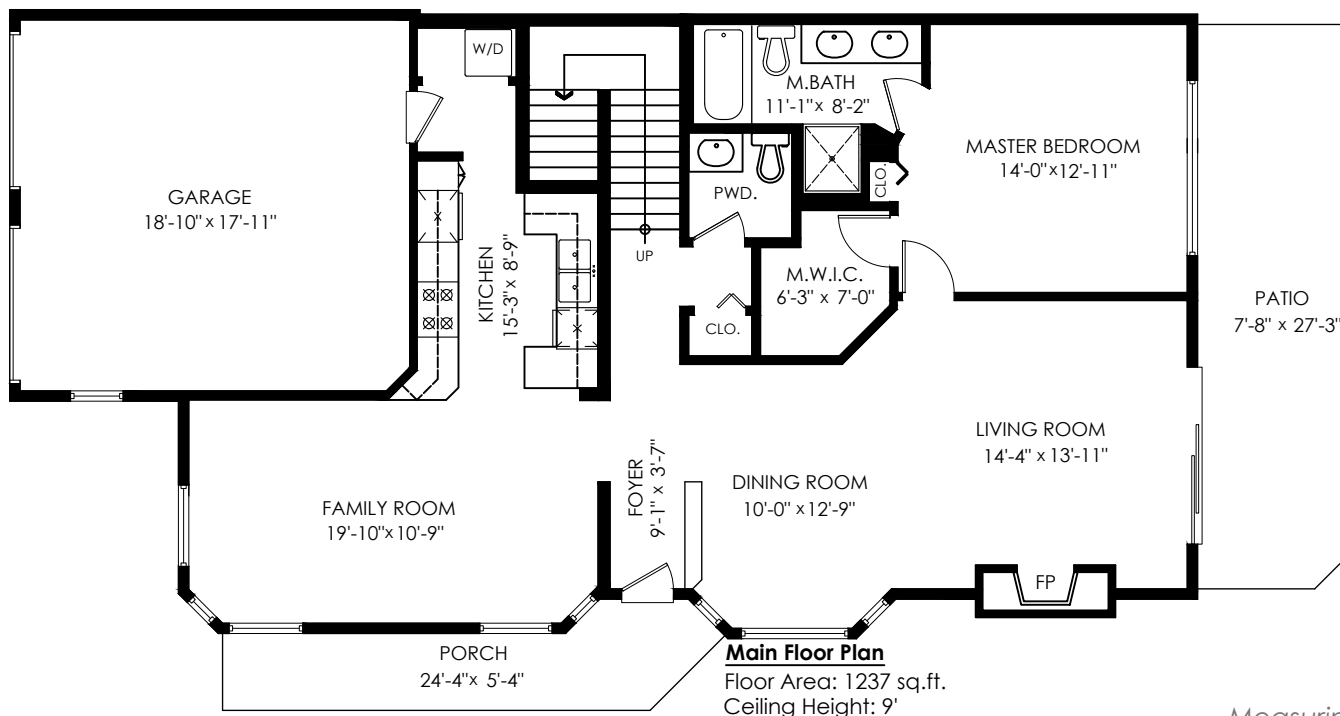 W/D
M.BATH
11'-1" x 8'-2"
MASTER BEDROOM
14'-0" x 12'-11"
GARAGE
18'-10" x 17'-11"
CLO.
PWD.
UP
KITCHEN
15'-3" x 8'-9"
M.W.I.C.
6'-3" x 7'-0"
PATIO
7'-8" x 27'-3"
CLO.
LIVING ROOM
14'-4" x 13'-11"
FOYER
9'-1" x 3'-7"
DINING ROOM
10'-0" x 12'-9"
FAMILY ROOM
19'-10" x 10'-9"
FP
PORCH
24'-4" x 5'-4"
Main Floor Plan
Floor Area: 1237 sq.ft.
Ceiling Height: 9'